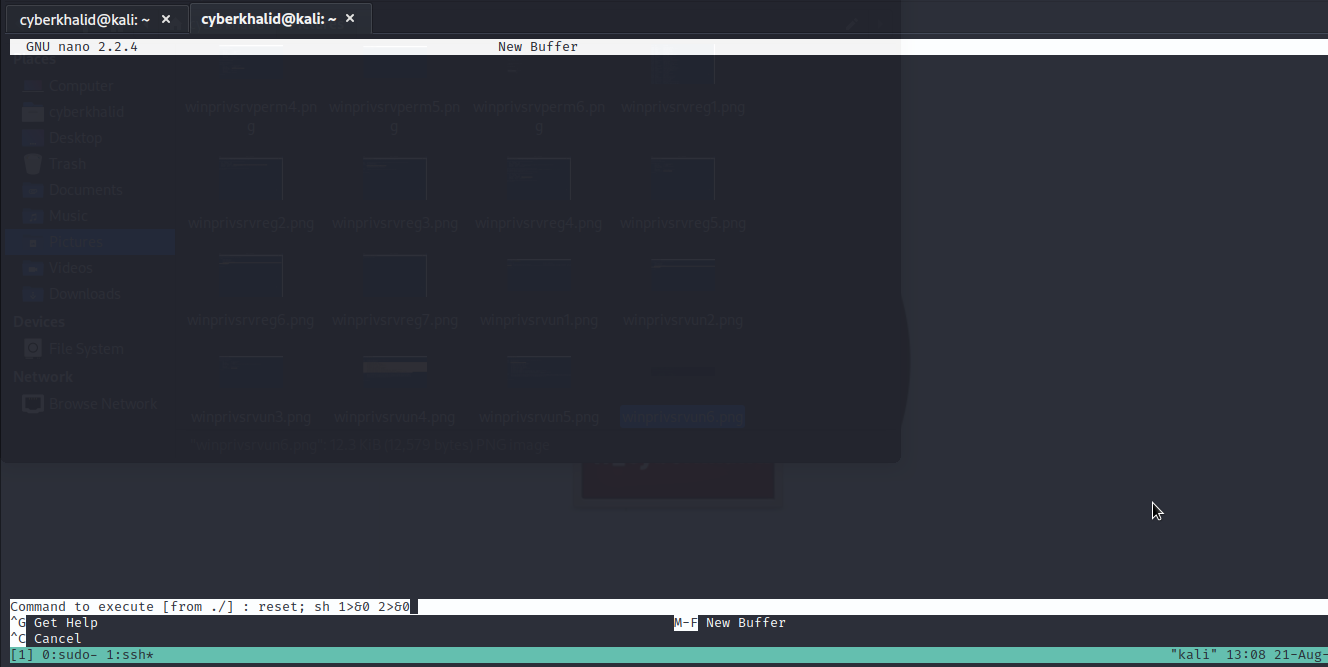 cyberkhalid@kali: ~ ✕ cyberkhalid@kali: ~ ✕
GNU nano 2.2.4 New Buffer
Places
Computer
cyberkhalid
Desktop
Trash
Documents
Music
Pictures
Videos
Downloads
Devices
File System
Network
Browse Network
winprivsrvperm4.png winprivsrvperm5.png winprivsrvperm6.png winprivsrvreg1.png
winprivsrvreg2.png winprivsrvreg3.png winprivsrvreg4.png winprivsrvreg5.png
winprivsrvreg6.png winprivsrvreg7.png winprivsrvun1.png winprivsrvun2.png
winprivsrvun3.png winprivsrvun4.png winprivsrvun5.png winprivsrvun6.png
Command to execute [from ./] : reset; sh 1>&0 2>&0
^G Get Help M-F New Buffer
^C Cancel
[1] 0:sudo- 1:ssh* "kali" 13:08 21-Aug-